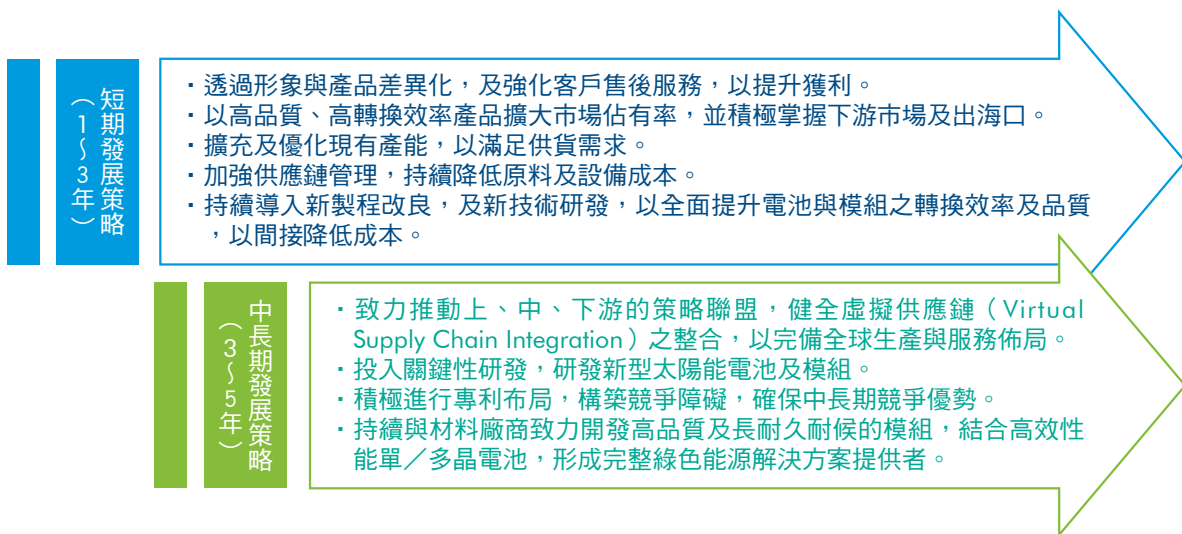 短期發展策略
（1～3年）
・透過形象與產品差異化，及強化客戶售後服務，以提升獲利。
・以高品質、高轉換效率產品擴大市場佔有率，並積極掌握下游市場及出海口。
・擴充及優化現有產能，以滿足供貨需求。
・加強供應鏈管理，持續降低原料及設備成本。
・持續導入新製程改良，及新技術研發，以全面提升電池與模組之轉換效率及品質
，以間接降低成本。
中長期發展策略
（3～5年）
・致力推動上、中、下游的策略聯盟，健全虛擬供應鏈（Virtual
Supply Chain Integration）之整合，以完備全球生產與服務佈局。
・投入關鍵性研發，研發新型太陽能電池及模組。
・積極進行專利布局，構築競爭障礙，確保中長期競爭優勢。
・持續與材料廠商致力開發高品質及長耐久耐候的模組，結合高效性
能單／多晶電池，形成完整綠色能源解決方案提供者。